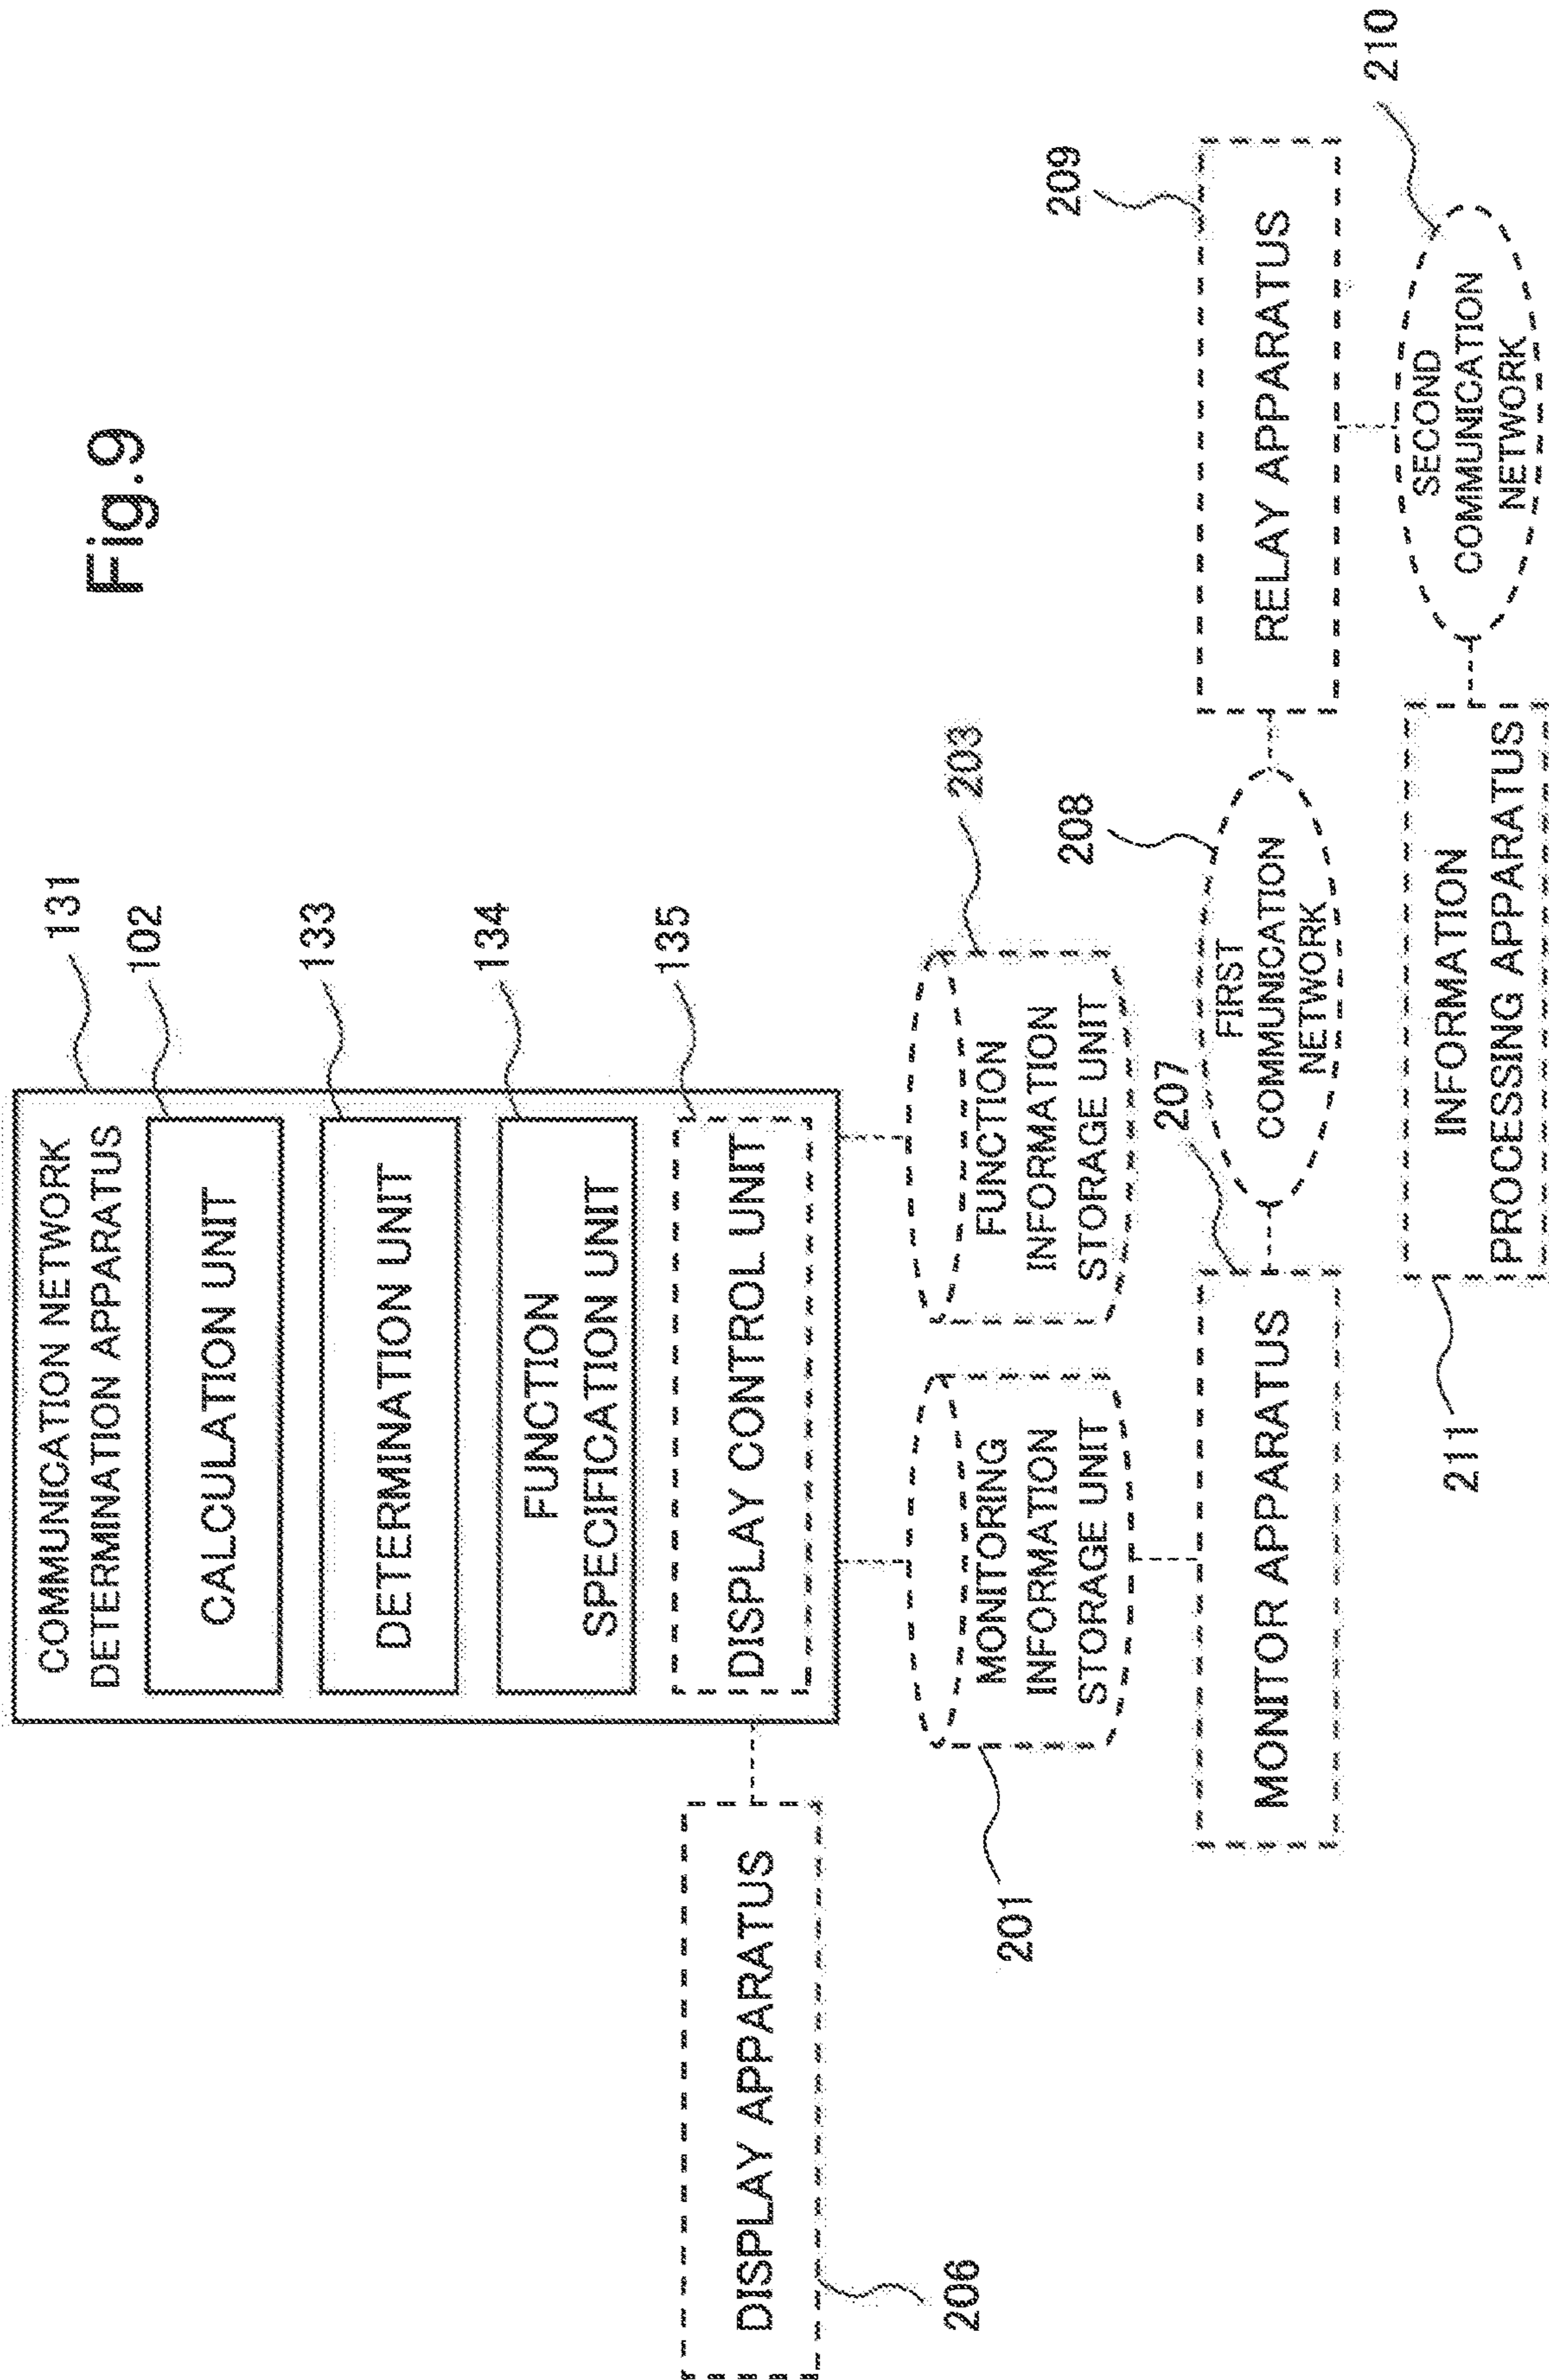 Fig.9
COMMUNICATION NETWORK
DETERMINATION APPARATUS
131
CALCULATION UNIT
102
DETERMINATION UNIT
133
FUNCTION
SPECIFICATION UNIT
134
DISPLAY CONTROL UNIT
135
DISPLAY APPARATUS
206
MONITORING
INFORMATION
STORAGE UNIT
201
FUNCTION
INFORMATION
STORAGE UNIT
203
MONITOR APPARATUS
207
FIRST
COMMUNICATION
NETWORK
208
RELAY APPARATUS
209
INFORMATION
PROCESSING APPARATUS
211
SECOND
COMMUNICATION
NETWORK
210